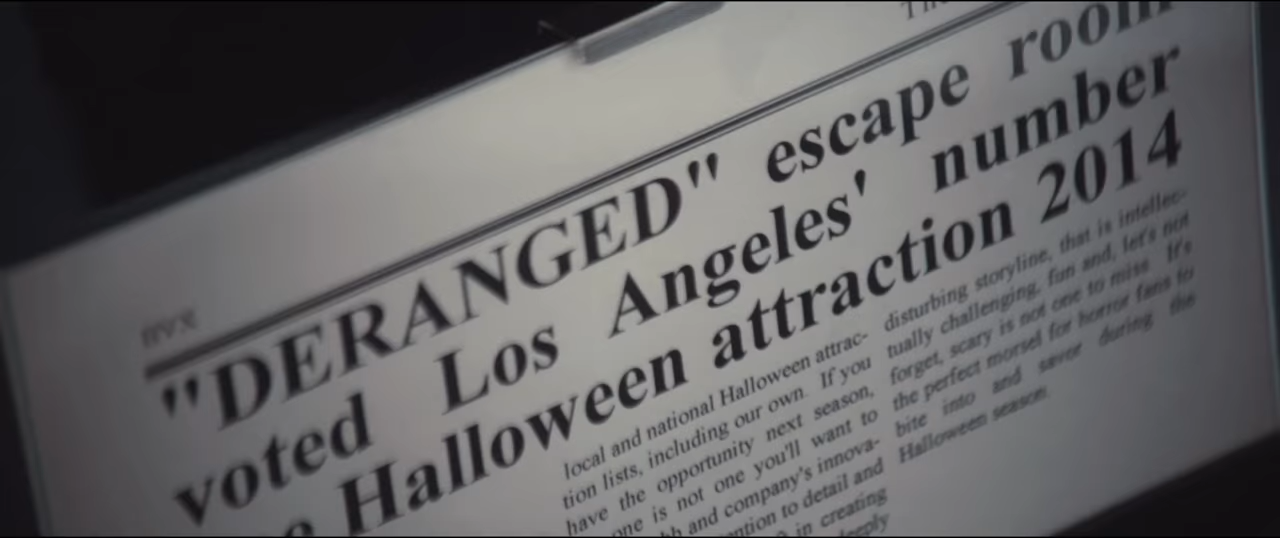 "DERANGED" escape room
voted Los Angeles' number
Halloween attraction 2014
local and national Halloween attrac-
tion lists, including our own. If you
have the opportunity next season,
one is not one you'll want to
and company's innova-
to detail and
in creating
disturbing storyline, that is intellec-
tually challenging, fun and, let's not
forget, scary is not one to miss. It's
the perfect morsel for horror fans to
bite into and savor during the
Halloween season.